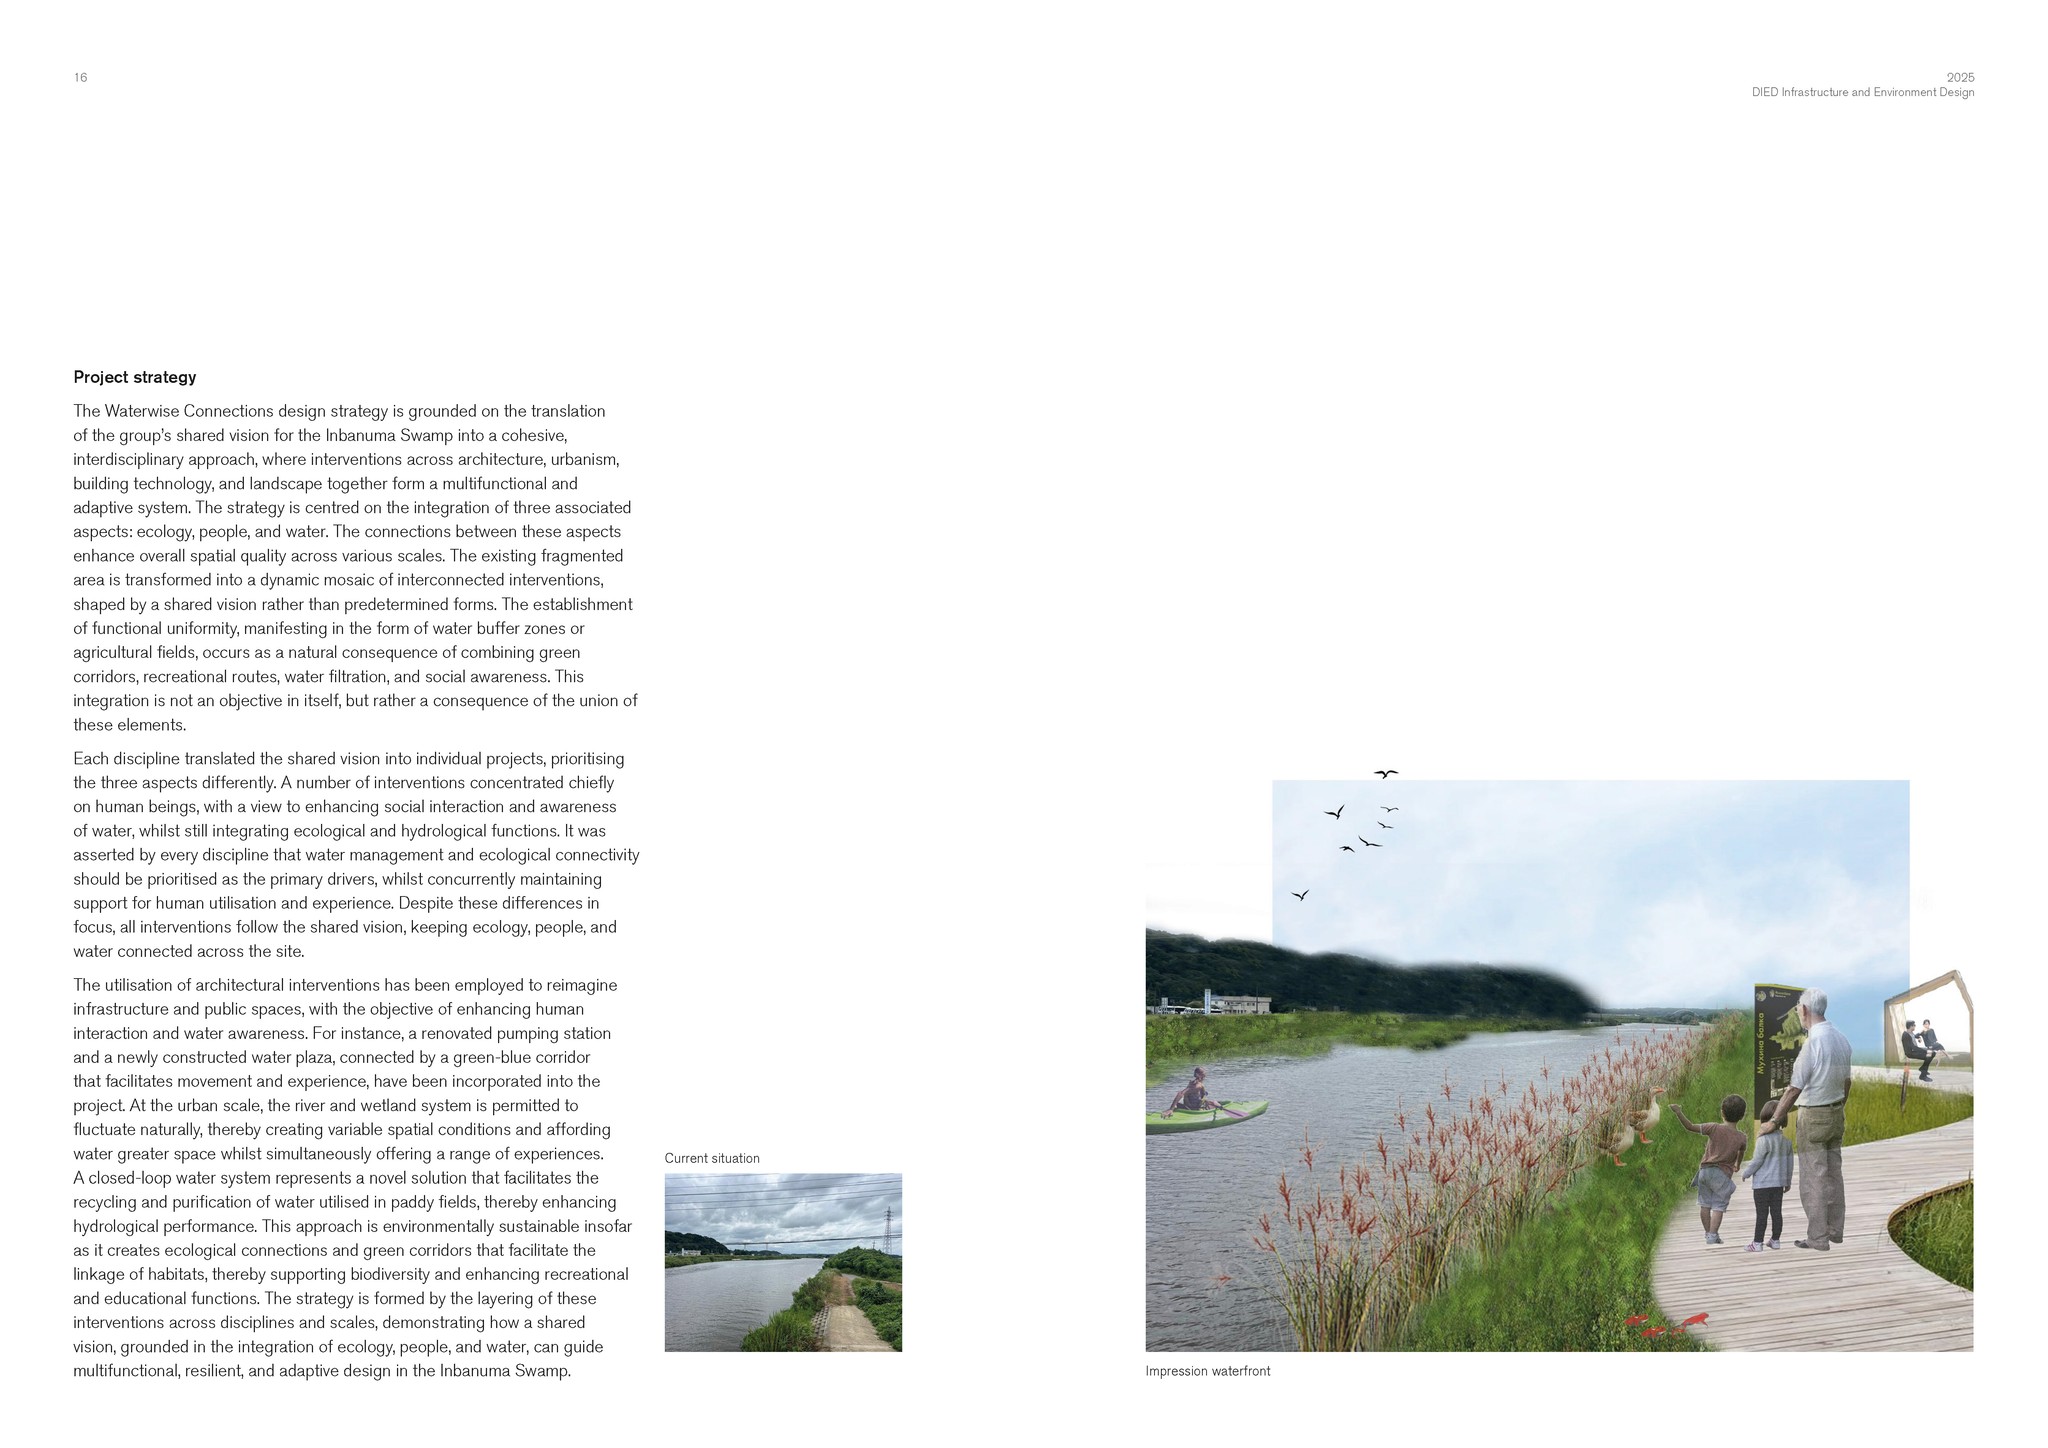 16
2025
DIED Infrastructure and Environment Design
Project strategy
The Waterwise Connections design strategy is grounded on the translation
of the group's shared vision for the Inbanuma Swamp into a cohesive,
interdisciplinary approach, where interventions across architecture, urbanism,
building technology, and landscape together form a multifunctional and
adaptive system. The strategy is centred on the integration of three associated
aspects: ecology, people, and water. The connections between these aspects
enhance overall spatial quality across various scales. The existing fragmented
area is transformed into a dynamic mosaic of interconnected interventions,
shaped by a shared vision rather than predetermined forms. The establishment
of functional uniformity, manifesting in the form of water buffer zones or
agricultural fields, occurs as a natural consequence of combining green
corridors, recreational routes, water filtration, and social awareness. This
integration is not an objective in itself, but rather a consequence of the union of
these elements.
Each discipline translated the shared vision into individual projects, prioritising
the three aspects differently. A number of interventions concentrated chiefly
on human beings, with a view to enhancing social interaction and awareness
of water, whilst still integrating ecological and hydrological functions. It was
asserted by every discipline that water management and ecological connectivity
should be prioritised as the primary drivers, whilst concurrently maintaining
support for human utilisation and experience. Despite these differences in
focus, all interventions follow the shared vision, keeping ecology, people, and
water connected across the site.
The utilisation of architectural interventions has been employed to reimagine
infrastructure and public spaces, with the objective of enhancing human
interaction and water awareness. For instance, a renovated pumping station
and a newly constructed water plaza, connected by a green-blue corridor
that facilitates movement and experience, have been incorporated into the
project. At the urban scale, the river and wetland system is permitted to
fluctuate naturally, thereby creating variable spatial conditions and affording
water greater space whilst simultaneously offering a range of experiences.
A closed-loop water system represents a novel solution that facilitates the
recycling and purification of water utilised in paddy fields, thereby enhancing
hydrological performance. This approach is environmentally sustainable insofar
as it creates ecological connections and green corridors that facilitate the
linkage of habitats, thereby supporting biodiversity and enhancing recreational
and educational functions. The strategy is formed by the layering of these
interventions across disciplines and scales, demonstrating how a shared
vision, grounded in the integration of ecology, people, and water, can guide
multifunctional, resilient, and adaptive design in the Inbanuma Swamp.
Current situation
Мухина балка
Impression waterfront